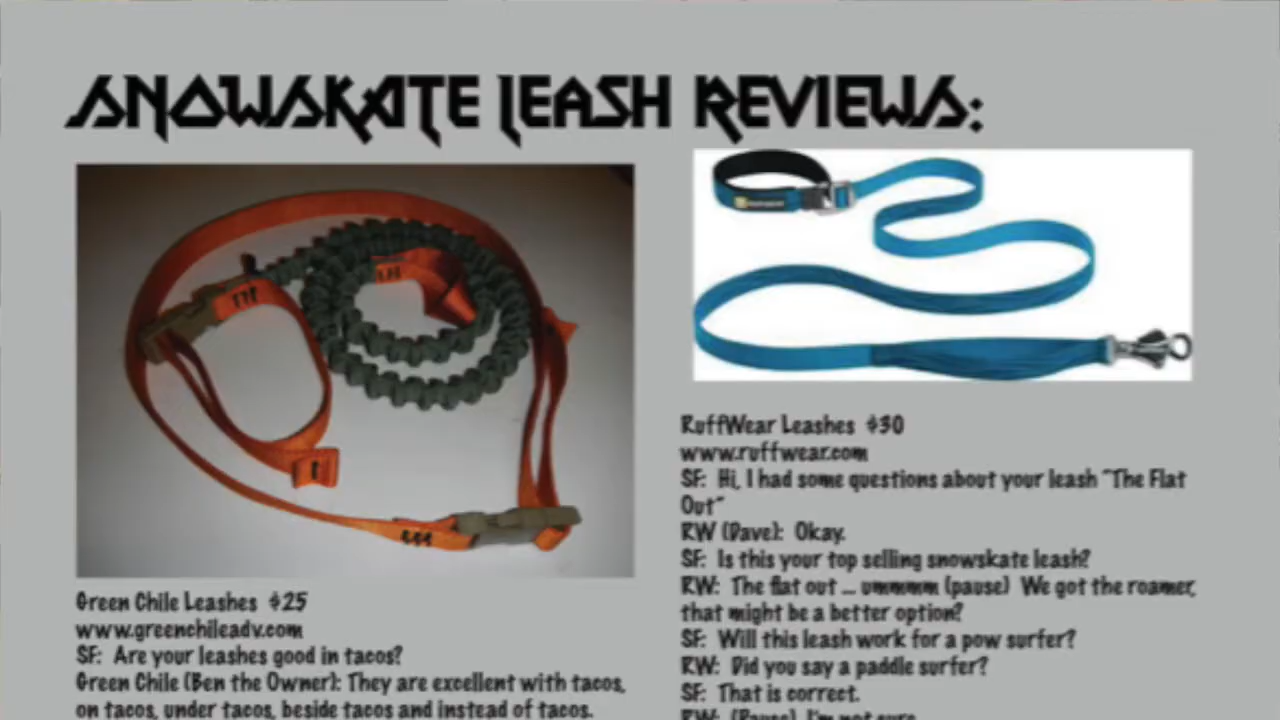 SNOWSKATE LEASH REVIEWS:
Green Chile Leashes $25
www.greenchileadv.com
SF: Are your leashes good in tacos?
Green Chile (Ben the Owner): They are excellent with tacos,
on tacos, under tacos, beside tacos and instead of tacos.
RuffWear Leashes $30
www.ruffwear.com
SF: Hi, I had some questions about your leash "The Flat
Out"
RW (Dave): Okay.
SF: Is this your top selling snowskate leash?
RW: The flat out ... ummmm (pause) We got the roamer,
that might be a better option?
SF: Will this leash work for a pow surfer?
RW: Did you say a paddle surfer?
SF: That is correct.
RW: (Pause) I'm not sure